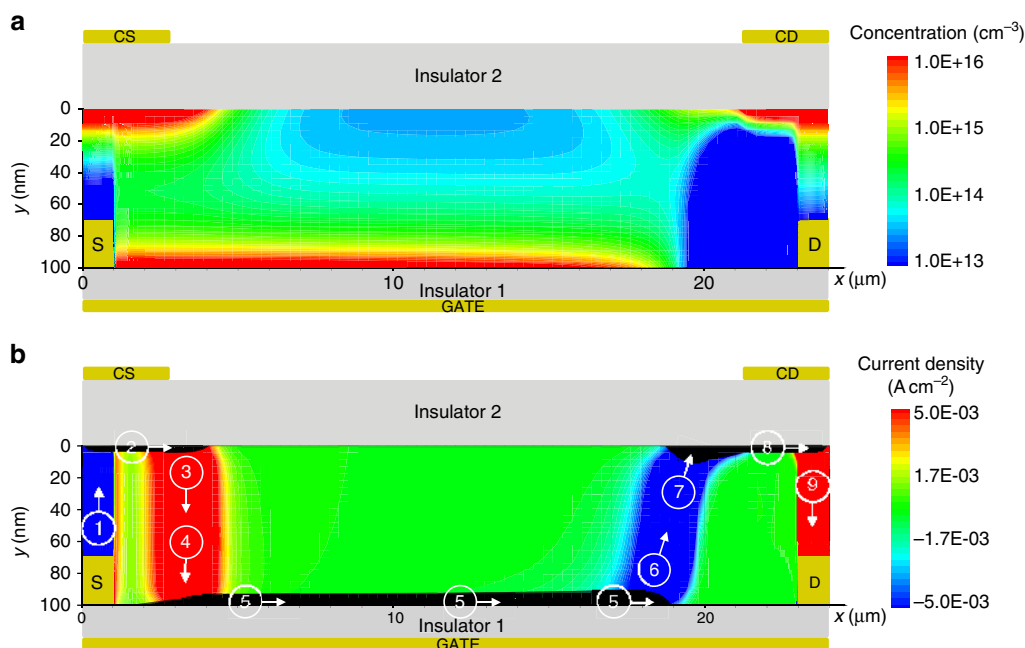 a
CS
CD
Concentration (cm⁻³)
Insulator 2
1.0E+16
1.0E+15
1.0E+14
1.0E+13
y (nm)
0
20
40
60
80
100
S
D
0
10
20
x (μm)
Insulator 1
GATE
b
CS
CD
Current density
(A cm⁻²)
Insulator 2
5.0E-03
1.7E-03
–1.7E-03
–5.0E-03
y (nm)
0
20
40
60
80
100
1
2
3
4
5
5
5
6
7
8
9
S
D
0
10
20
x (μm)
Insulator 1
GATE